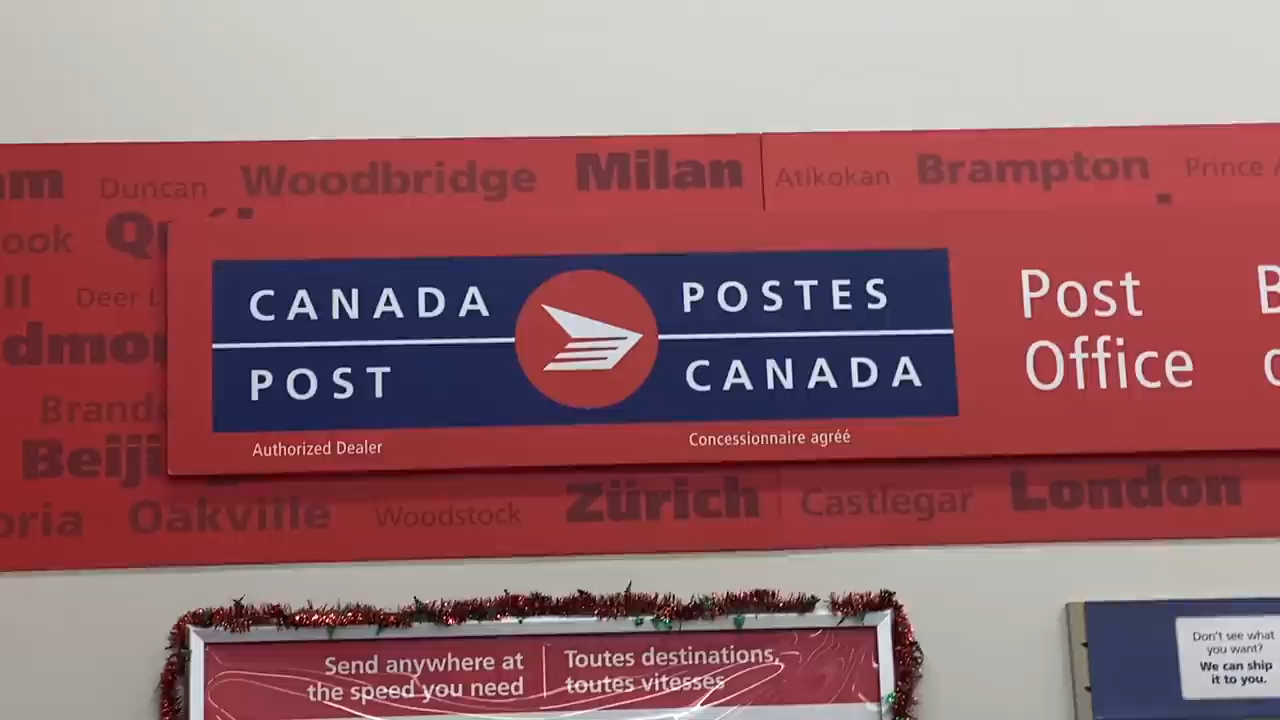 Duncan Woodbridge Milan Atikokan Brampton Prince
Deer
Oakville Woodstock Zürich Castlegar London
CANADA
POST
POSTES
CANADA
Authorized Dealer
Concessionnaire agréé
Post
Office
Send anywhere at
the speed you need
Toutes destinations,
toutes vitesses
Don't see what
you want?
We can ship
it to you.